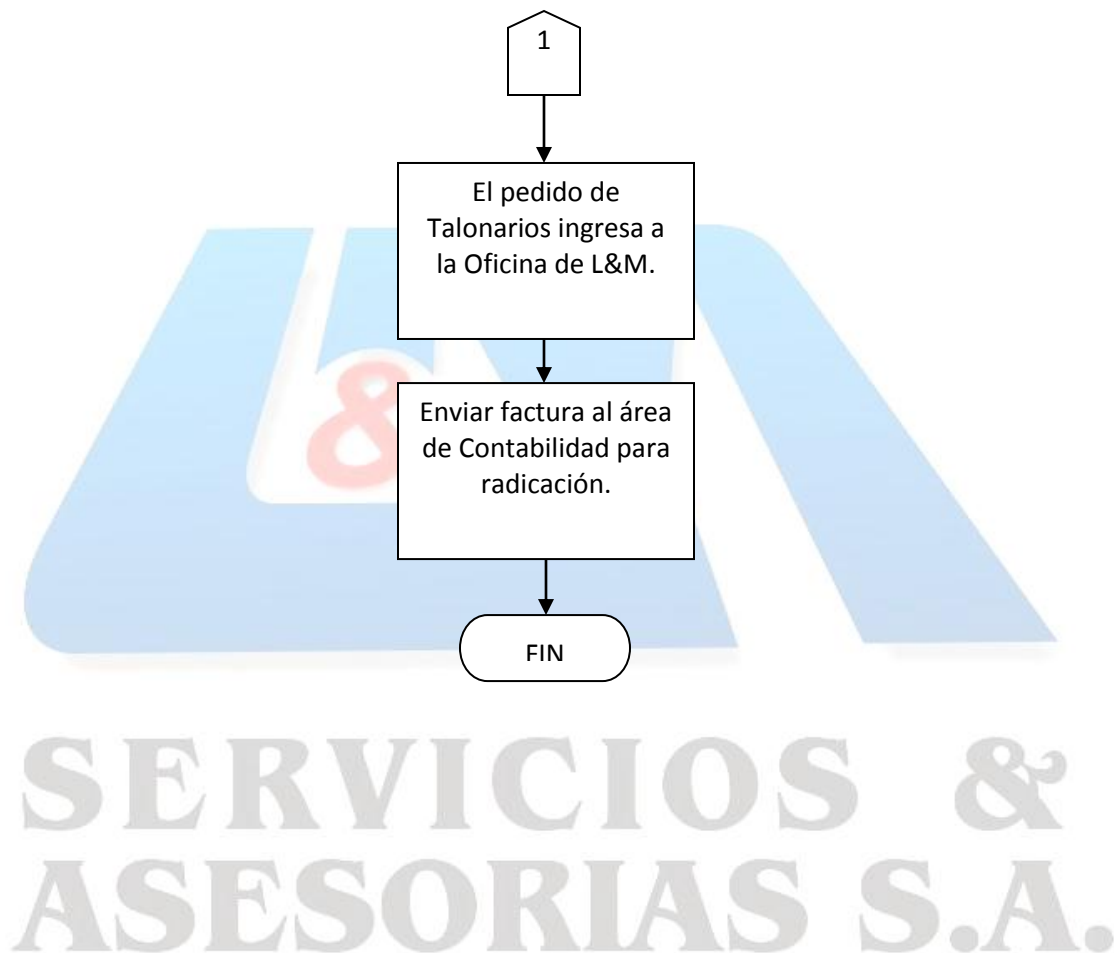 1
El pedido de
Talonarios ingresa a
la Oficina de L&M.
Enviar factura al área
de Contabilidad para
radicación.
FIN
L&M
SERVICIOS &
ASESORIAS S.A.